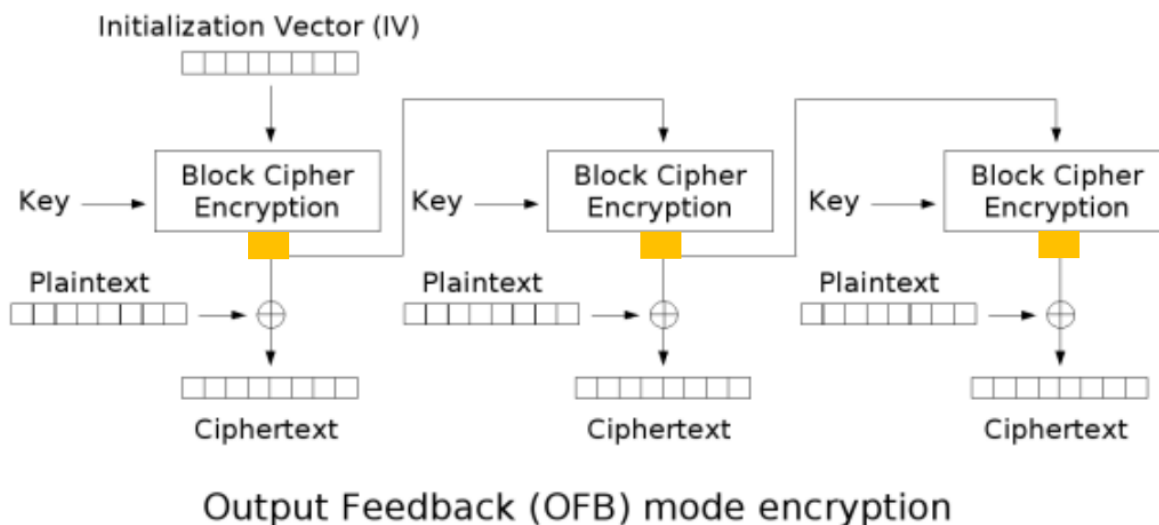 Initialization Vector (IV)
Block Cipher
Encryption
Block Cipher
Encryption
Block Cipher
Encryption
Key
Key
Key
Plaintext
Plaintext
Plaintext
Ciphertext
Ciphertext
Ciphertext
Output Feedback (OFB) mode encryption